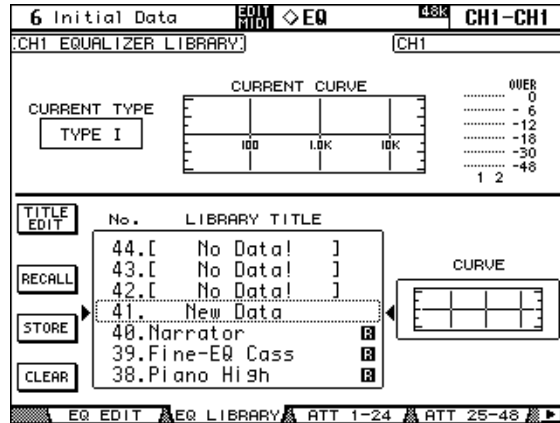 6 Initial Data EDIT MIDI ◇EQ 48k CH1-CH1
CH1 EQUALIZER LIBRARY CH1
CURRENT CURVE
CURRENT TYPE
TYPE I
100 1.0K 10K
OVER
0
- 6
-12
-18
-30
-48
1 2
TITLE EDIT
No. LIBRARY TITLE
44.[ No Data! ]
43.[ No Data! ]
42.[ No Data! ]
41. New Data
40.Narrator R
39.Fine-EQ Cass R
38.Piano High R
RECALL
STORE
CLEAR
CURVE
EQ EDIT EQ LIBRARY ATT 1-24 ATT 25-48